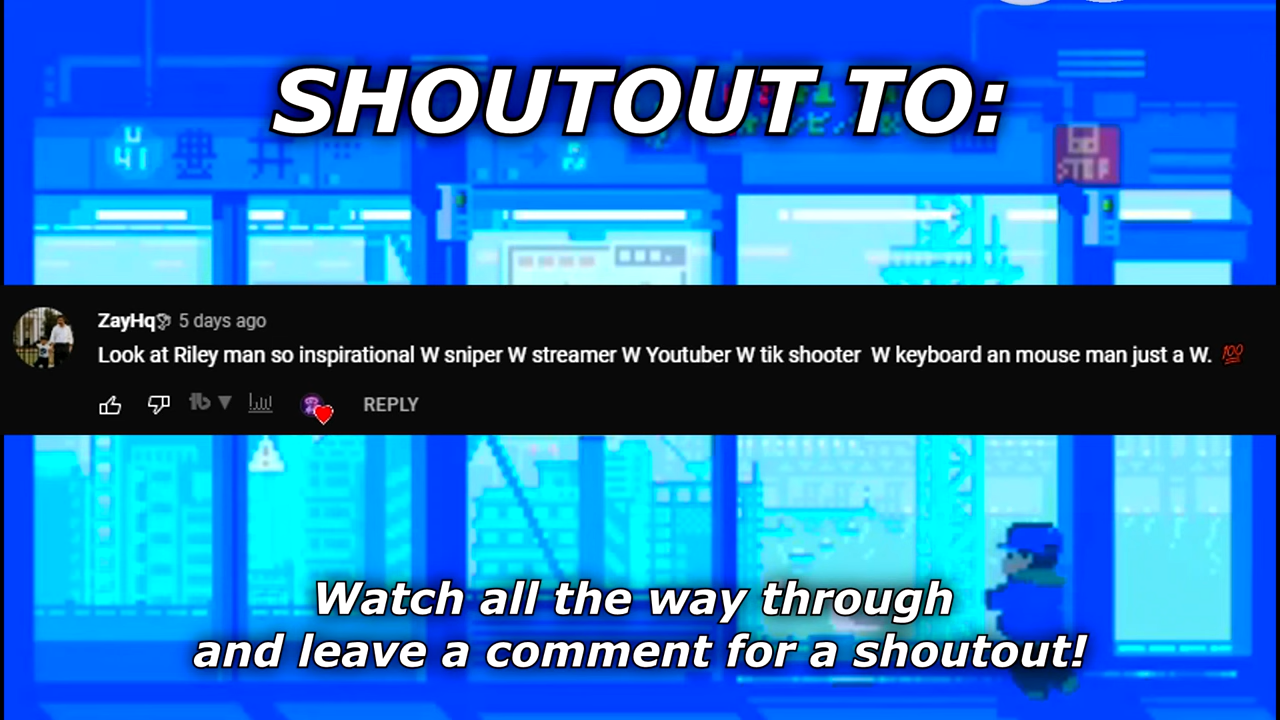 SHOUTOUT TO:
STEF
ZayHq 5 days ago
Look at Riley man so inspirational W sniper W streamer W Youtuber W tik shooter W keyboard an mouse man just a W. 💯
REPLY
Watch all the way through
and leave a comment for a shoutout!